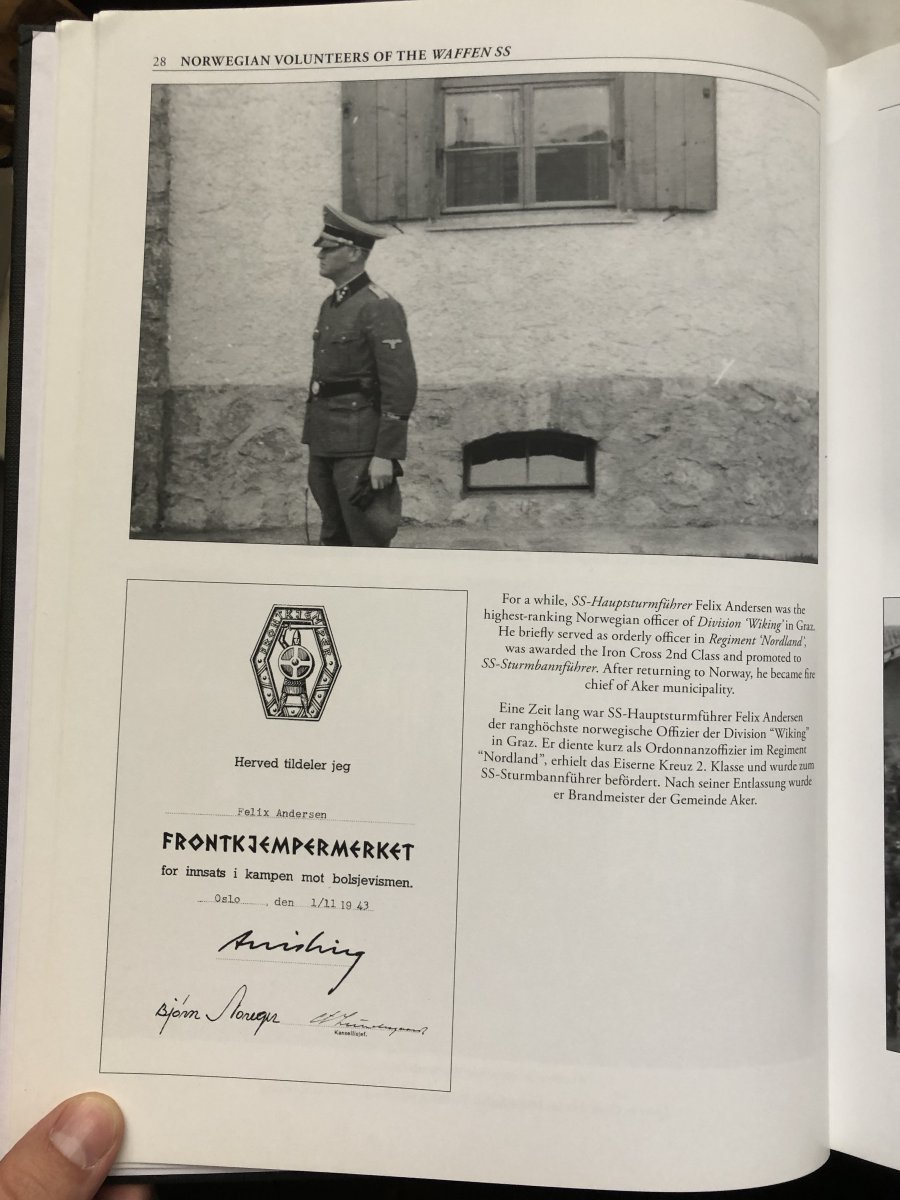 28 NORWEGIAN VOLUNTEERS OF THE WAFFEN SS
FRONTKJEMPER
Herved tildeler jeg
Felix Andersen
FRONTKJEMPERMERKET
for innsats i kampen mot bolsjevismen.
Oslo, den 1/11 19 43
Bjørn
Kansellisjef.
For a while, SS-Hauptsturmführer Felix Andersen was the
highest-ranking Norwegian officer of Division ‘Wiking’ in Graz.
He briefly served as orderly officer in Regiment ‘Nordland’,
was awarded the Iron Cross 2nd Class and promoted to
SS-Sturmbannführer. After returning to Norway, he became fire
chief of Aker municipality.
Eine Zeit lang war SS-Hauptsturmführer Felix Andersen
der ranghöchste norwegische Offizier der Division “Wiking”
in Graz. Er diente kurz als Ordonnanzoffizier im Regiment
“Nordland”, erhielt das Eiserne Kreuz 2. Klasse und wurde zum
SS-Sturmbannführer befördert. Nach seiner Entlassung wurde
er Brandmeister der Gemeinde Aker.